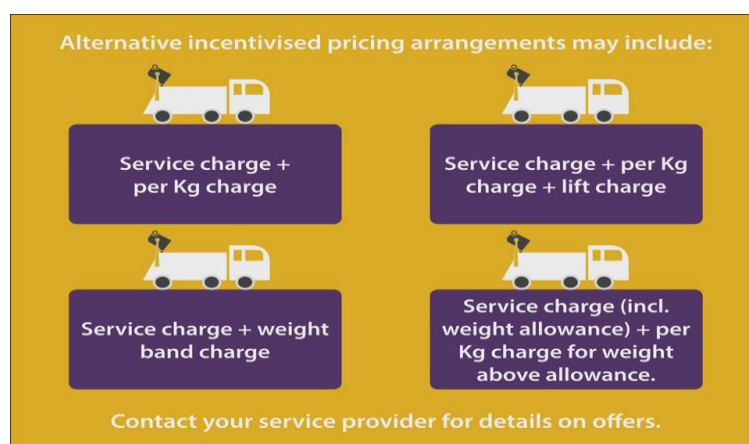 Alternative incentivised pricing arrangements may include:
Service charge +
per Kg charge
Service charge + per Kg
charge + lift charge
Service charge + weight
band charge
Service charge (incl.
weight allowance) + per
Kg charge for weight
above allowance.
Contact your service provider for details on offers.